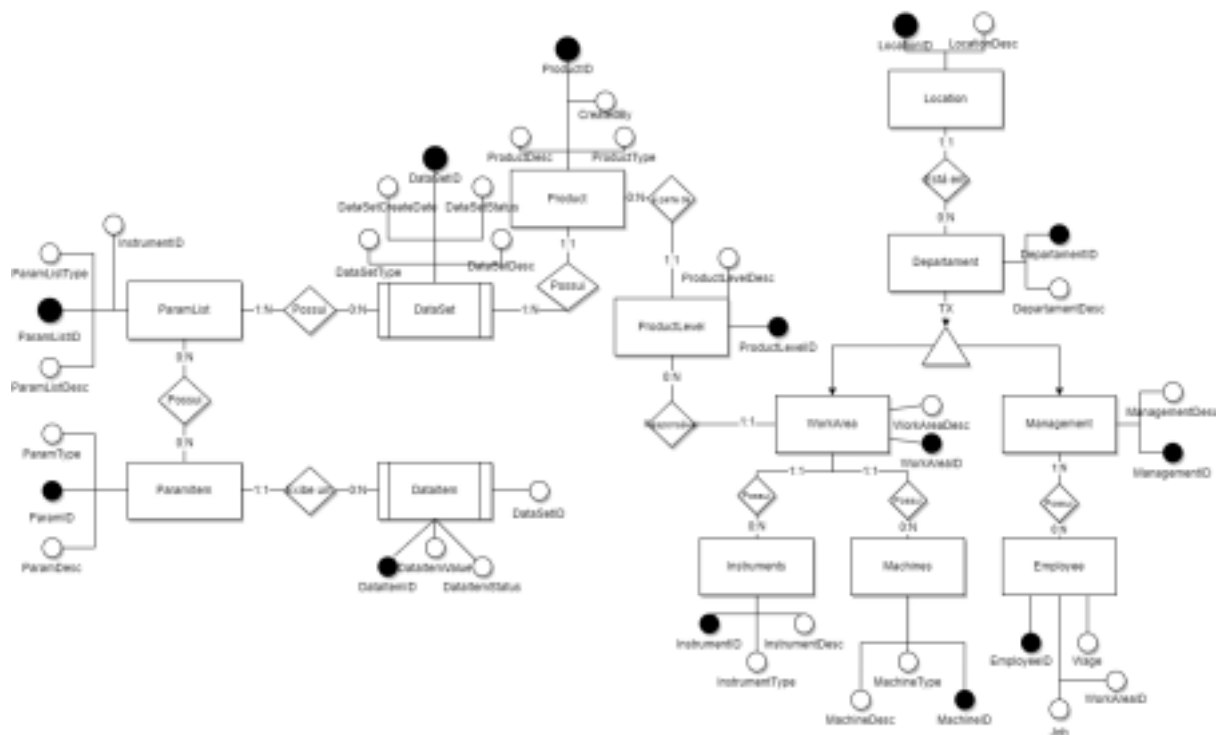 LocationID
LocationDesc
Location
1:1
Está em
0:N
Departament
DepartamentID
DepartamentDesc
TX
ProductID
CreatedBy
ProductDesc
ProductType
Product
0:N
1:1
1:1
Possui
1:N
DataSetID
DataSetCreateDate
DataSetStatus
DataSetType
DataSetDesc
DataSet
0:N
Possui
1:N
InstrumentID
ParamListType
ParamList
ParamListID
ParamListDesc
0:N
Possui
0:N
ParamType
ParamItem
ParamID
ParamDesc
1:1
Exibe um
0:N
DataItem
DataSetID
DataItemValue
DataItemID
DataItemStatus
ProductLevelDesc
ProductLevel
ProductLevelID
0:N
1:1
WorkArea
WorkAreaDesc
WorkAreaID
Management
ManagementDesc
ManagementID
1:1
1:1
1:N
Possui
Possui
Possui
0:N
0:N
0:N
Instruments
Machines
Employee
InstrumentID
InstrumentDesc
InstrumentType
MachineType
MachineDesc
MachineID
EmployeeID
Wage
WorkAreaID
Job